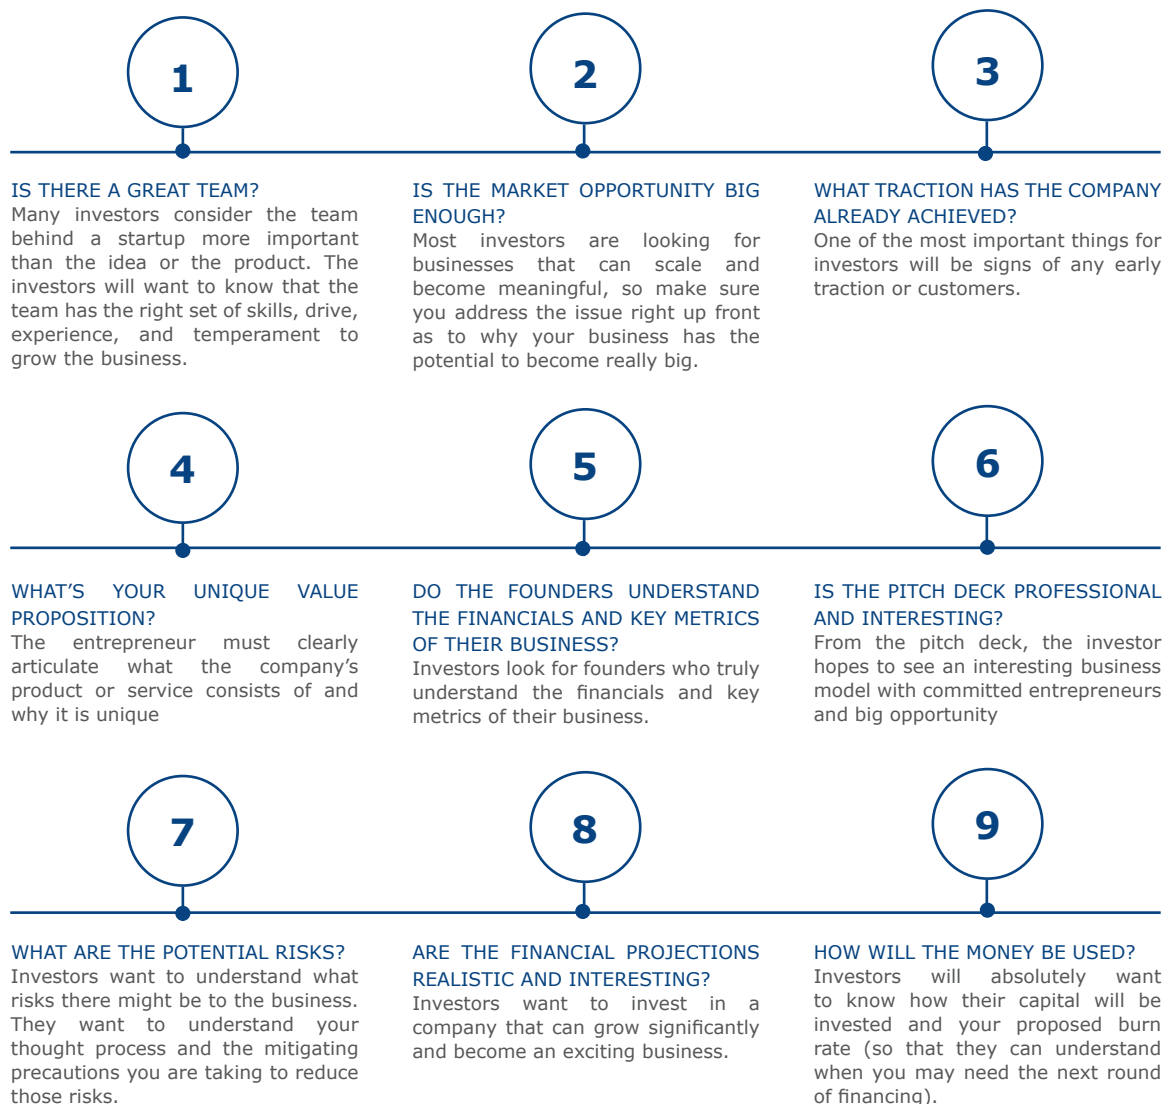 1
2
3
IS THERE A GREAT TEAM?
Many investors consider the team
behind a startup more important
than the idea or the product. The
investors will want to know that the
team has the right set of skills, drive,
experience, and temperament to
grow the business.
IS THE MARKET OPPORTUNITY BIG
ENOUGH?
Most investors are looking for
businesses that can scale and
become meaningful, so make sure
you address the issue right up front
as to why your business has the
potential to become really big.
WHAT TRACTION HAS THE COMPANY
ALREADY ACHIEVED?
One of the most important things for
investors will be signs of any early
traction or customers.
4
5
6
WHAT’S YOUR UNIQUE VALUE
PROPOSITION?
The entrepreneur must clearly
articulate what the company’s
product or service consists of and
why it is unique
DO THE FOUNDERS UNDERSTAND
THE FINANCIALS AND KEY METRICS
OF THEIR BUSINESS?
Investors look for founders who truly
understand the financials and key
metrics of their business.
IS THE PITCH DECK PROFESSIONAL
AND INTERESTING?
From the pitch deck, the investor
hopes to see an interesting business
model with committed entrepreneurs
and big opportunity
7
8
9
WHAT ARE THE POTENTIAL RISKS?
Investors want to understand what
risks there might be to the business.
They want to understand your
thought process and the mitigating
precautions you are taking to reduce
those risks.
ARE THE FINANCIAL PROJECTIONS
REALISTIC AND INTERESTING?
Investors want to invest in a
company that can grow significantly
and become an exciting business.
HOW WILL THE MONEY BE USED?
Investors will absolutely want
to know how their capital will be
invested and your proposed burn
rate (so that they can understand
when you may need the next round
of financing).